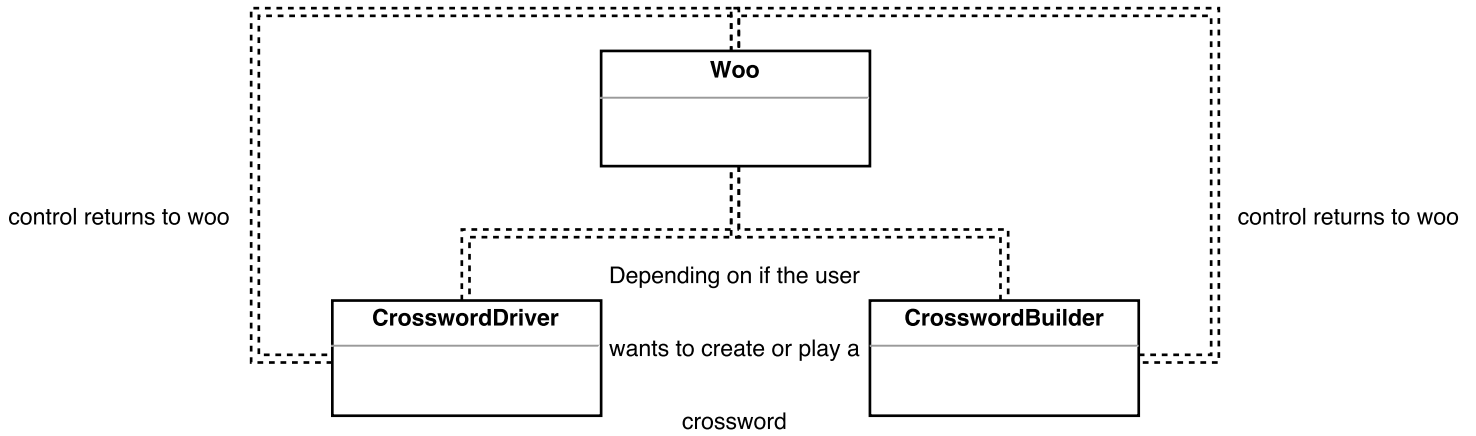 Woo
control returns to woo
control returns to woo
Depending on if the user
CrosswordDriver
CrosswordBuilder
wants to create or play a
crossword